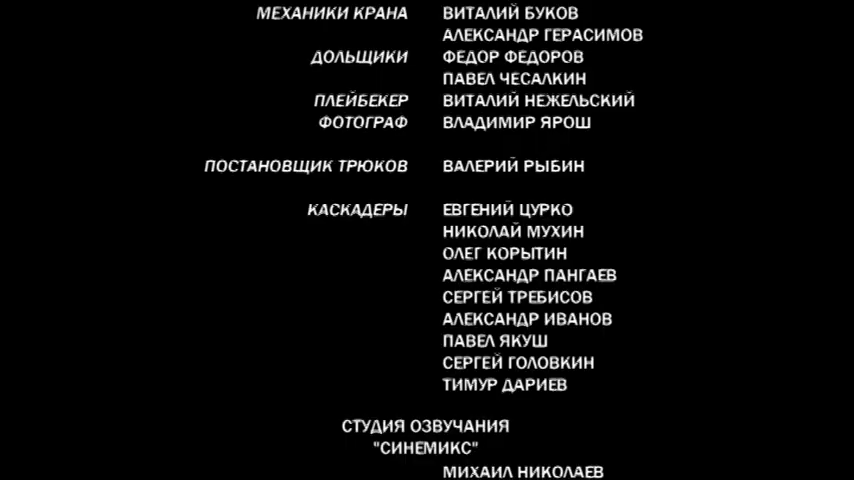 МЕХАНИКИ КРАНА ВИТАЛИЙ БУКОВ
АЛЕКСАНДР ГЕРАСИМОВ
ДОЛЬЩИКИ ФЕДОР ФЕДОРОВ
ПАВЕЛ ЧЕСАЛКИН
ПЛЕЙБЕКЕР ВИТАЛИЙ НЕЖЕЛЬСКИЙ
ФОТОГРАФ ВЛАДИМИР ЯРОШ
ПОСТАНОВЩИК ТРЮКОВ ВАЛЕРИЙ РЫБИН
КАСКАДЕРЫ ЕВГЕНИЙ ЦУРКО
НИКОЛАЙ МУХИН
ОЛЕГ КОРЫТИН
АЛЕКСАНДР ПАНГАЕВ
СЕРГЕЙ ТРЕБИСОВ
АЛЕКСАНДР ИВАНОВ
ПАВЕЛ ЯКУШ
СЕРГЕЙ ГОЛОВКИН
ТИМУР ДАРИЕВ
СТУДИЯ ОЗВУЧАНИЯ
"СИНЕМИКС"
МИХАИЛ НИКОЛАЕВ